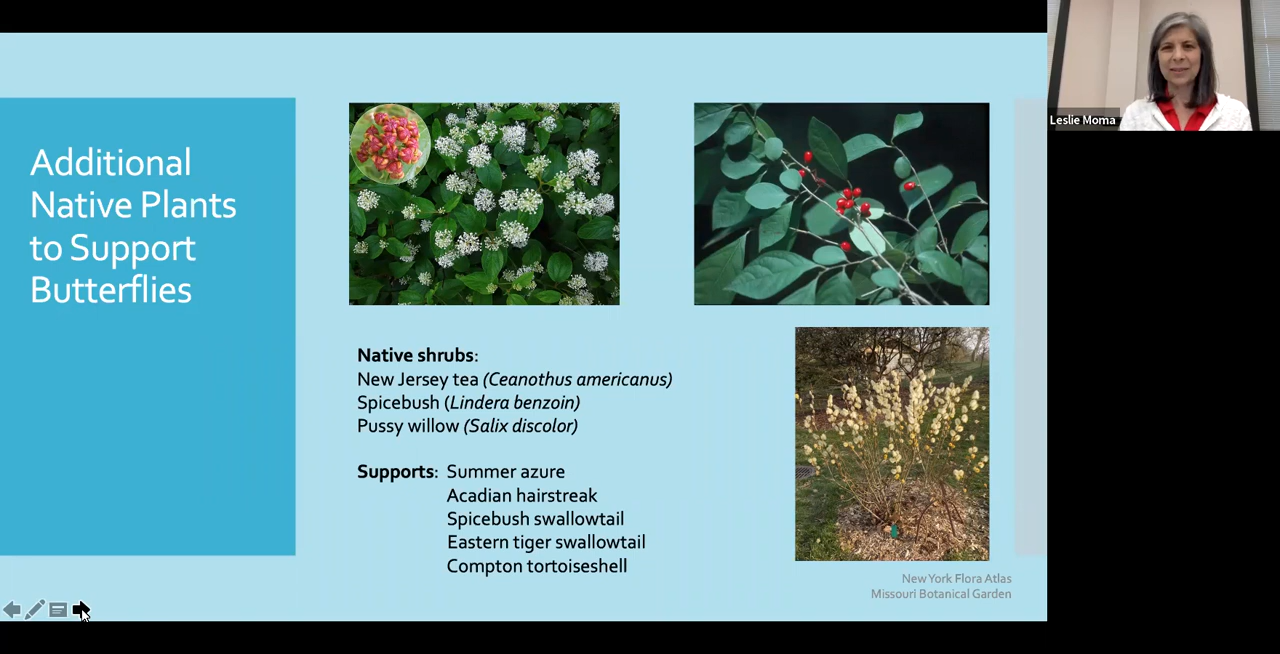 Additional
Native Plants
to Support
Butterflies
Native shrubs:
New Jersey tea (Ceanothus americanus)
Spicebush (Lindera benzoin)
Pussy willow (Salix discolor)
Supports: Summer azure
Acadian hairstreak
Spicebush swallowtail
Eastern tiger swallowtail
Compton tortoiseshell
New York Flora Atlas
Missouri Botanical Garden
Leslie Moma